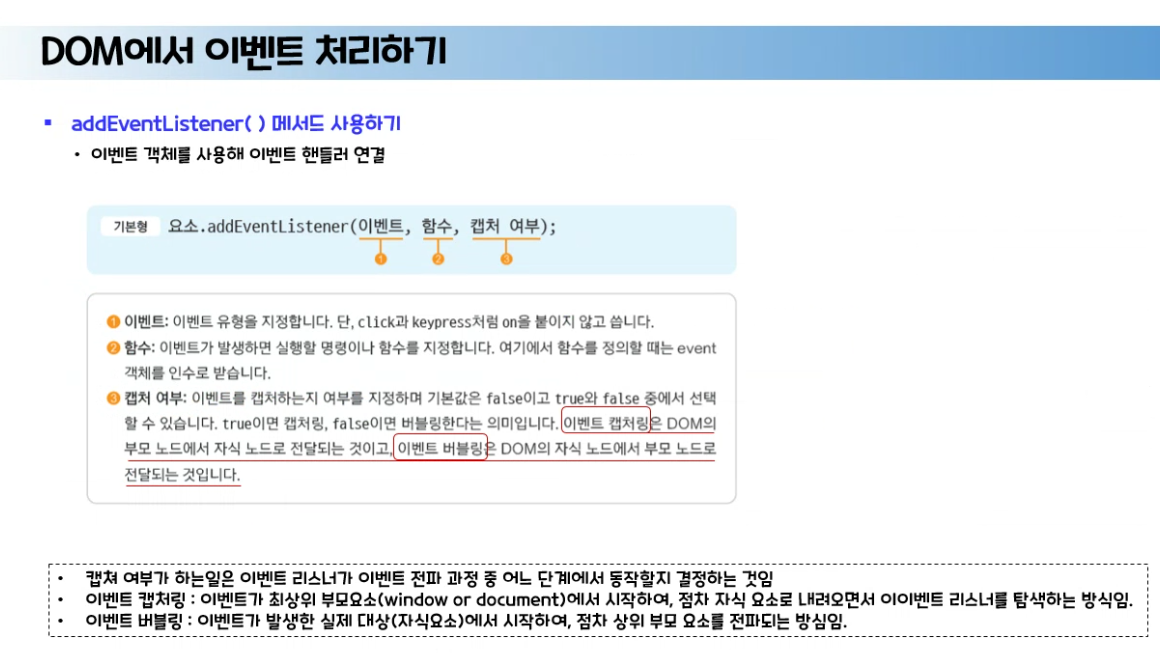 DOM에서 이벤트 처리하기
▪ addEventListener( ) 메서드 사용하기
• 이벤트 객체를 사용해 이벤트 핸들러 연결
기본형 요소.addEventListener(이벤트, 함수, 캡처 여부);
1 2 3
1 이벤트: 이벤트 유형을 지정합니다. 단, click과 keypress처럼 on을 붙이지 않고 씁니다.
2 함수: 이벤트가 발생하면 실행할 명령이나 함수를 지정합니다. 여기에서 함수를 정의할 때는 event
객체를 인수로 받습니다.
3 캡처 여부: 이벤트를 캡처하는지 여부를 지정하며 기본값은 false이고 true와 false 중에서 선택
할 수 있습니다. true이면 캡처링, false이면 버블링한다는 의미입니다. 이벤트 캡처링은 DOM의
부모 노드에서 자식 노드로 전달되는 것이고, 이벤트 버블링은 DOM의 자식 노드에서 부모 노드로
전달되는 것입니다.
• 캡쳐 여부가 하는일은 이벤트 리스너가 이벤트 전파 과정 중 어느 단계에서 동작할지 결정하는 것임
• 이벤트 캡처링 : 이벤트가 최상위 부모요소(window or document)에서 시작하여, 점차 자식 요소로 내려오면서 이이벤트 리스너를 탐색하는 방식임.
• 이벤트 버블링 : 이벤트가 발생한 실제 대상(자식요소)에서 시작하여, 점차 상위 부모 요소를 전파되는 방심임.